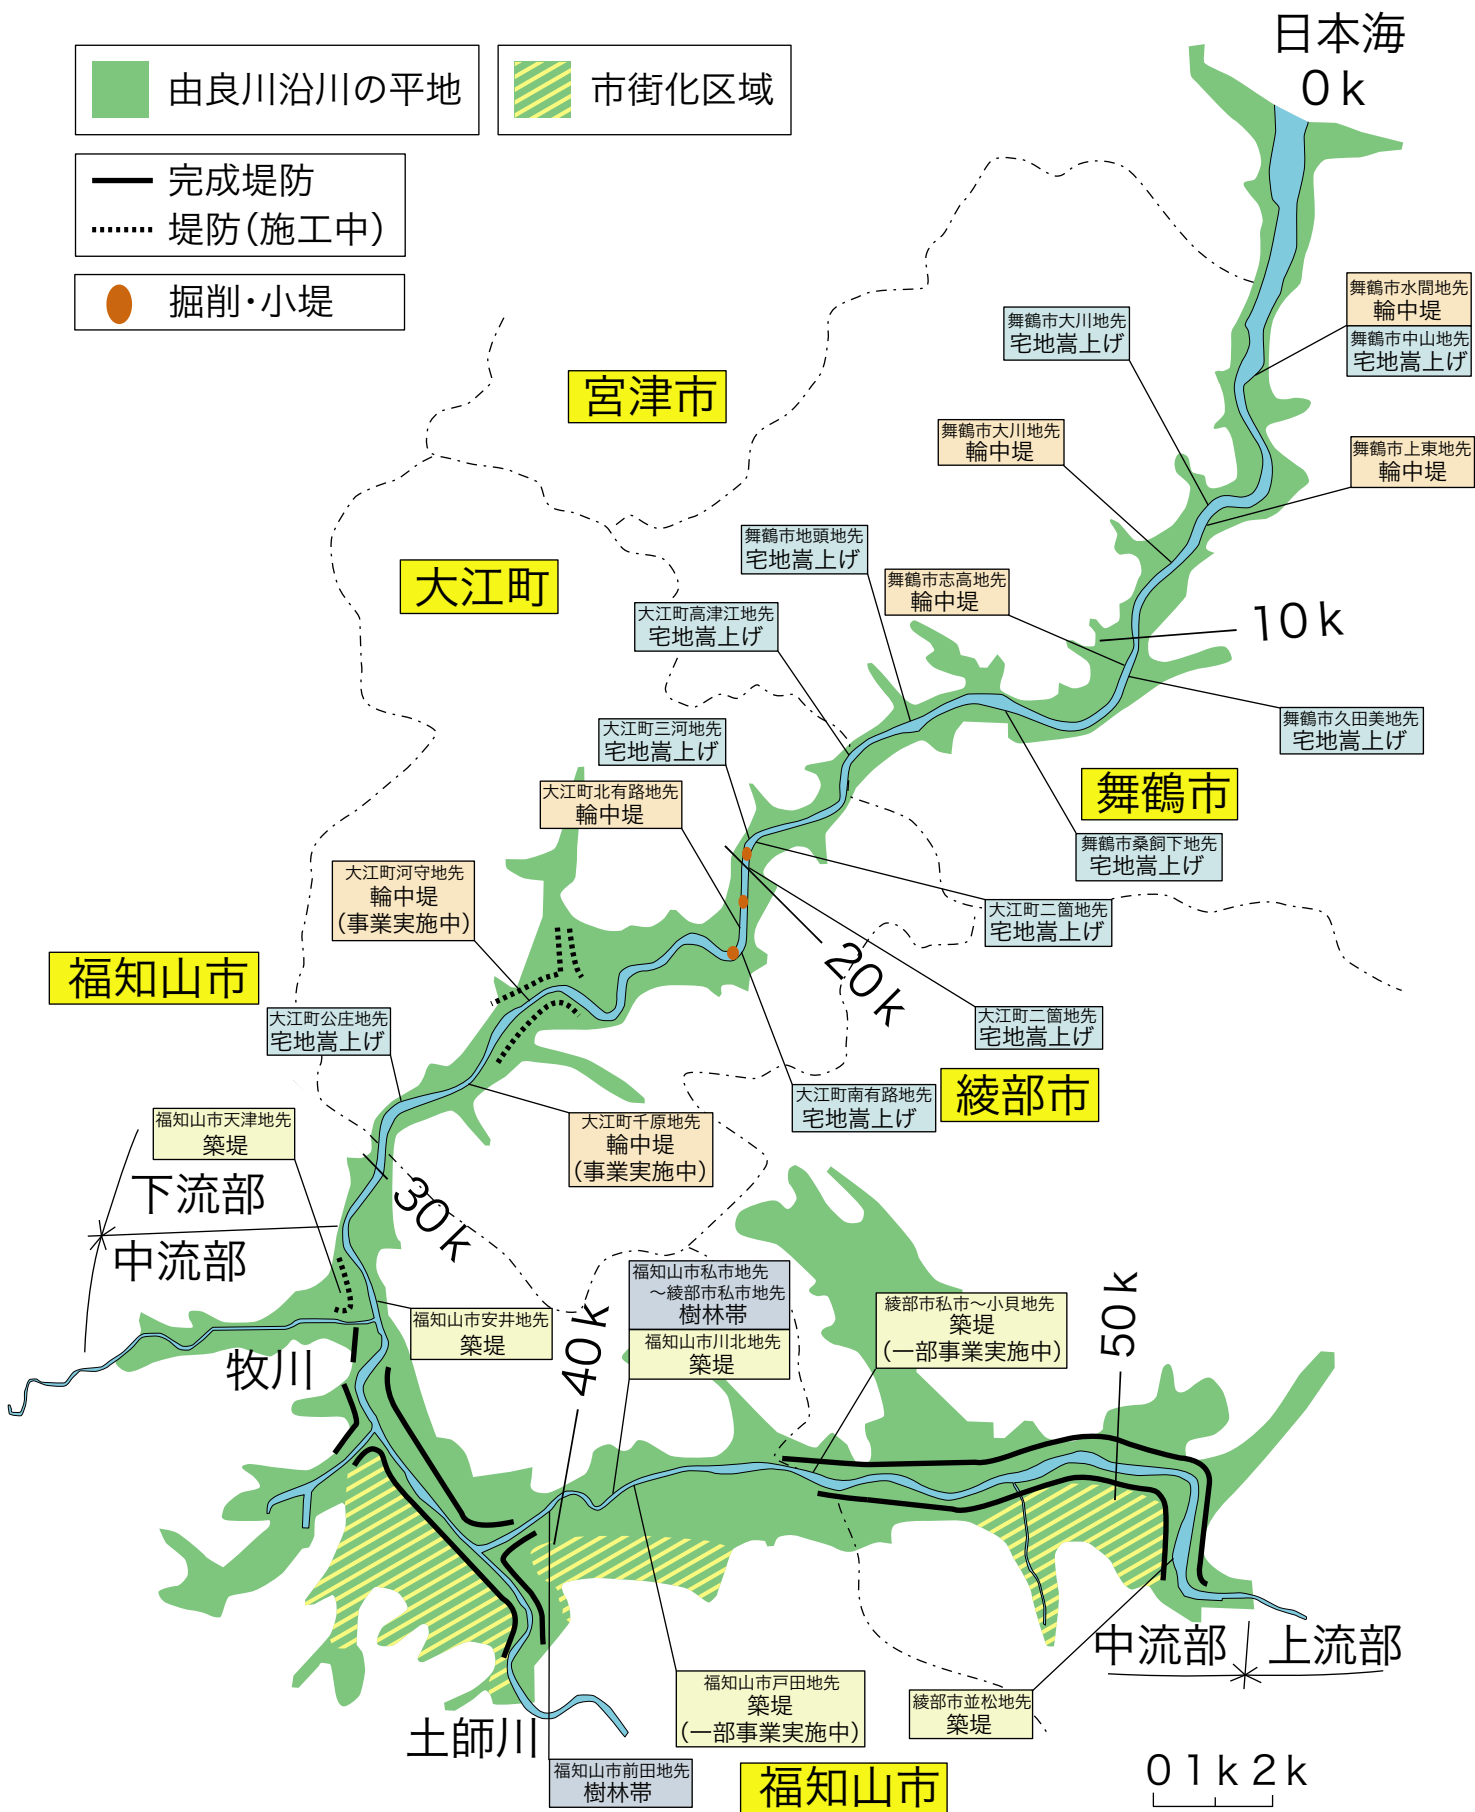 日本海
0k
由良川沿川の平地
市街化区域
完成堤防
堤防(施工中)
掘削・小堤
舞鶴市水間地先
輪中堤
舞鶴市中山地先
宅地嵩上げ
舞鶴市大川地先
宅地嵩上げ
宮津市
舞鶴市大川地先
輪中堤
舞鶴市上東地先
輪中堤
舞鶴市地頭地先
宅地嵩上げ
大江町
舞鶴市志高地先
輪中堤
大江町高津江地先
宅地嵩上げ
10k
舞鶴市久田美地先
宅地嵩上げ
大江町三河地先
宅地嵩上げ
舞鶴市
大江町北有路地先
輪中堤
舞鶴市桑飼下地先
宅地嵩上げ
大江町河守地先
輪中堤
(事業実施中)
大江町二箇地先
宅地嵩上げ
20k
福知山市
大江町公庄地先
宅地嵩上げ
大江町二箇地先
宅地嵩上げ
綾部市
大江町南有路地先
宅地嵩上げ
福知山市天津地先
築堤
大江町千原地先
輪中堤
(事業実施中)
30k
下流部
中流部
福知山市私市地先
～綾部市私市地先
樹林帯
福知山市川北地先
築堤
綾部市私市～小貝地先
築堤
(一部事業実施中)
50k
福知山市安井地先
築堤
40k
牧川
中流部
上流部
福知山市戸田地先
築堤
(一部事業実施中)
綾部市並松地先
築堤
土師川
福知山市前田地先
樹林帯
福知山市
0 1k 2k